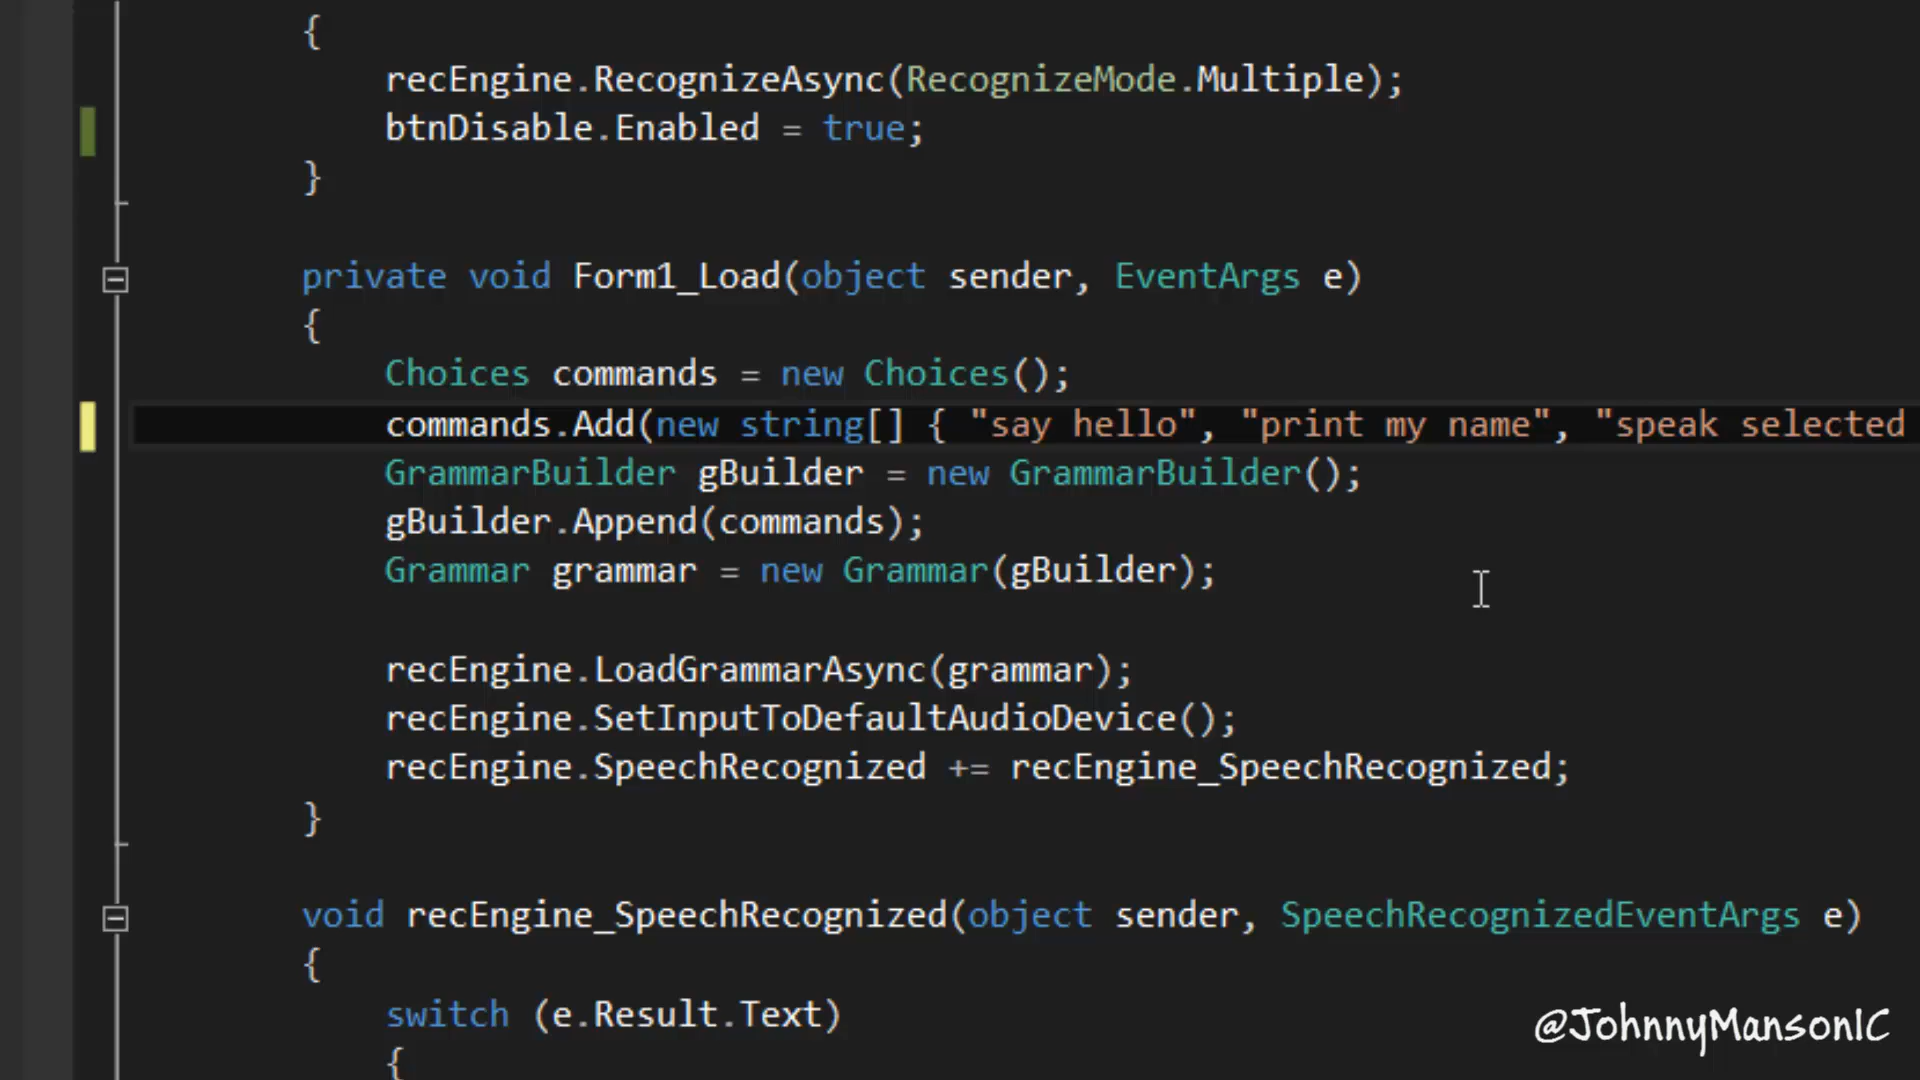 {
recEngine.RecognizeAsync(RecognizeMode.Multiple);
btnDisable.Enabled = true;
}
private void Form1_Load(object sender, EventArgs e)
{
Choices commands = new Choices();
commands.Add(new string[] { "say hello", "print my name", "speak selected
GrammarBuilder gBuilder = new GrammarBuilder();
gBuilder.Append(commands);
Grammar grammar = new Grammar(gBuilder);
recEngine.LoadGrammarAsync(grammar);
recEngine.SetInputToDefaultAudioDevice();
recEngine.SpeechRecognized += recEngine_SpeechRecognized;
}
void recEngine_SpeechRecognized(object sender, SpeechRecognizedEventArgs e)
{
switch (e.Result.Text)
{
@JohnnyMansonIC